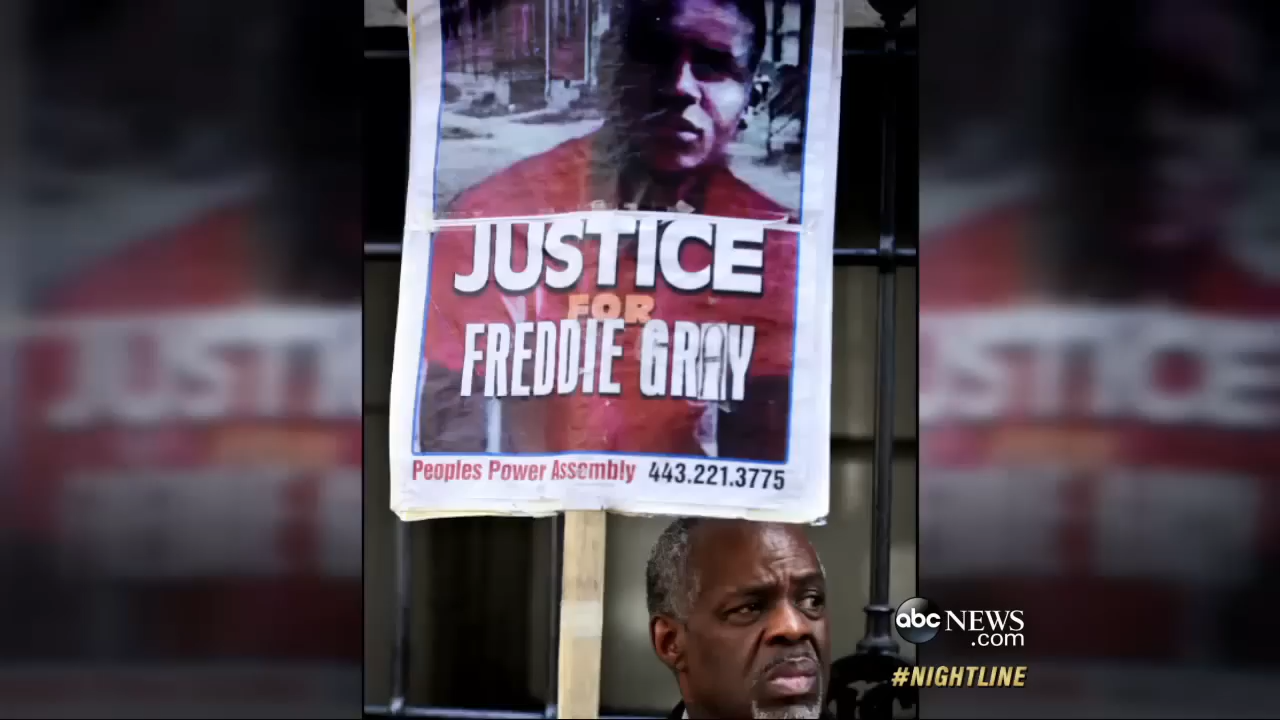 JUSTICE
FOR
FREDDIE GRAY
Peoples Power Assembly 443.221.3775
abc NEWS
.com
#NIGHTLINE